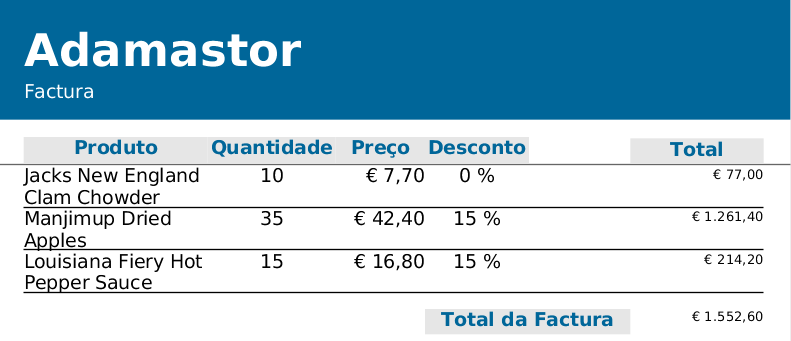 Adamastor
Factura
Produto Quantidade Preço Desconto Total
Jacks New England 10 € 7,70 0 % € 77,00
Clam Chowder
Manjimup Dried 35 € 42,40 15 % € 1.261,40
Apples
Louisiana Fiery Hot 15 € 16,80 15 % € 214,20
Pepper Sauce
Total da Factura € 1.552,60